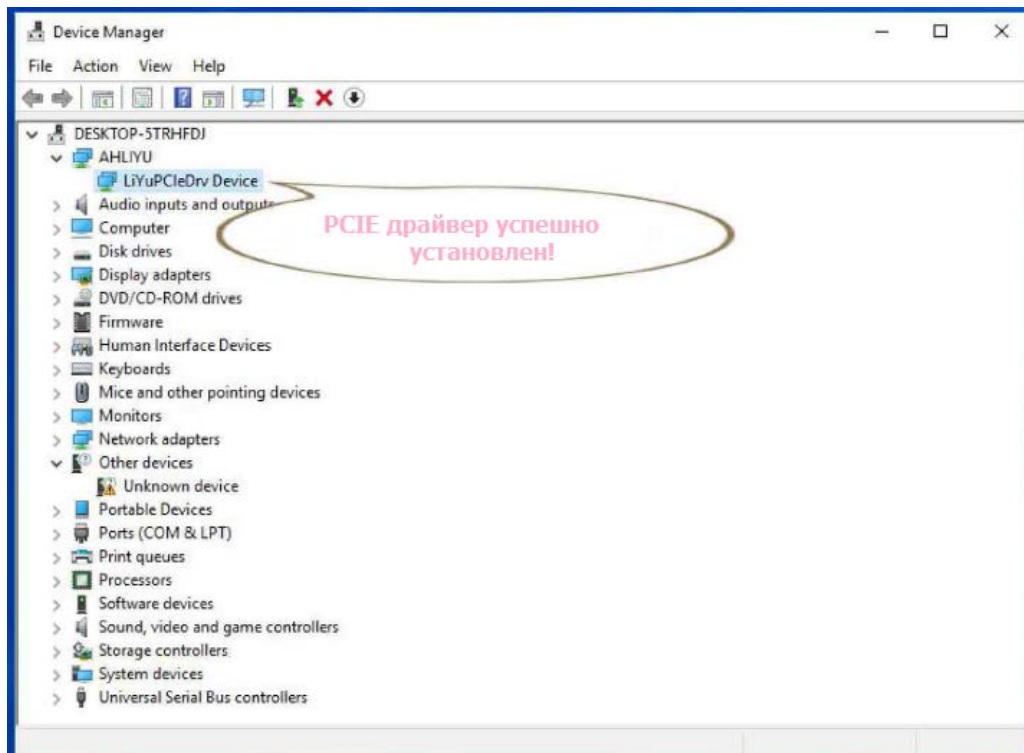 Device Manager
File Action View Help
DESKTOP-5TRHFDJ
AHLIYU
LiYuPCIeDrv Device
Audio inputs and outputs
PCIE драйвер успешно
установлен!
Computer
Disk drives
Display adapters
DVD/CD-ROM drives
Firmware
Human Interface Devices
Keyboards
Mice and other pointing devices
Monitors
Network adapters
Other devices
Unknown device
Portable Devices
Ports (COM & LPT)
Print queues
Processors
Software devices
Sound, video and game controllers
Storage controllers
System devices
Universal Serial Bus controllers